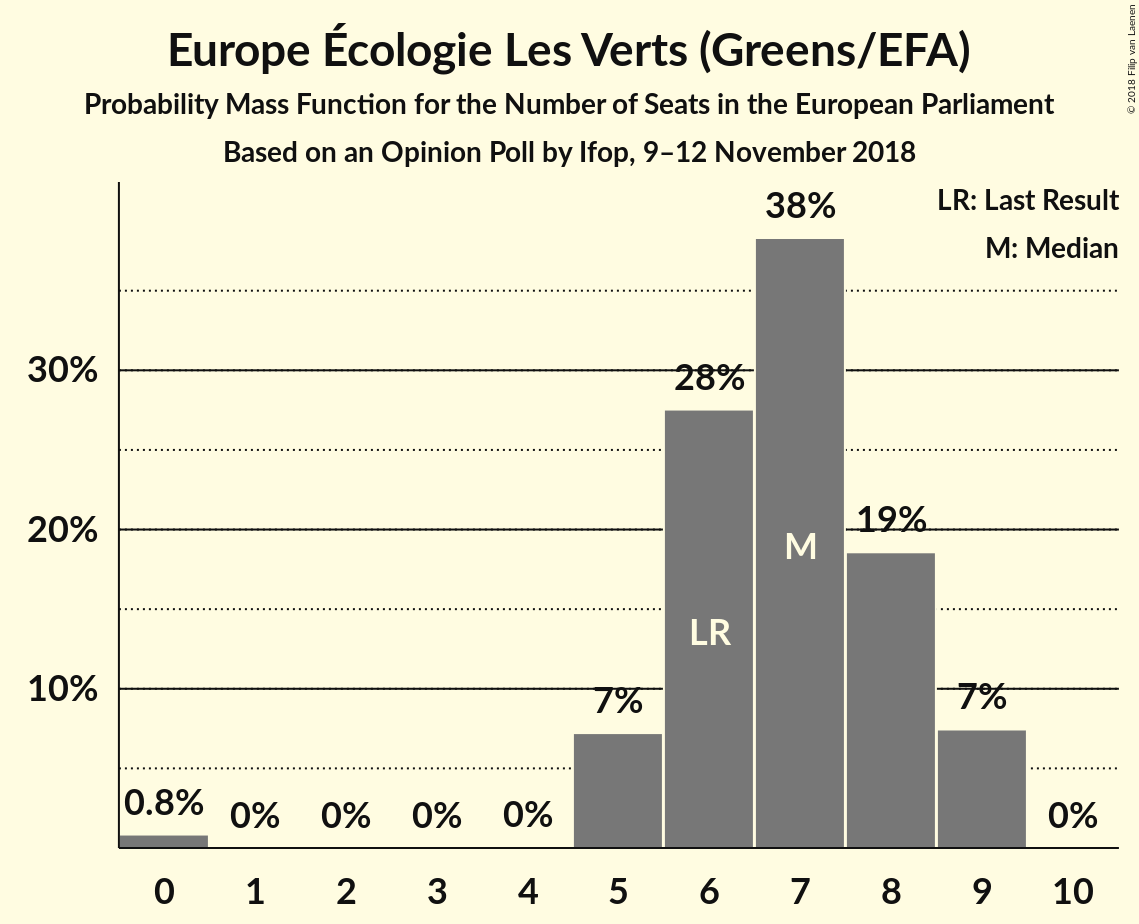 Europe Écologie Les Verts (Greens/EFA)
Probability Mass Function for the Number of Seats in the European Parliament
Based on an Opinion Poll by Ifop, 9–12 November 2018
© 2018 Filip van Laenen
LR: Last Result
M: Median
38%
30%
28%
20%
19%
M
LR
10%
7%
7%
0.8%
0%
0%
0%
0%
0%
0 1 2 3 4 5 6 7 8 9 10